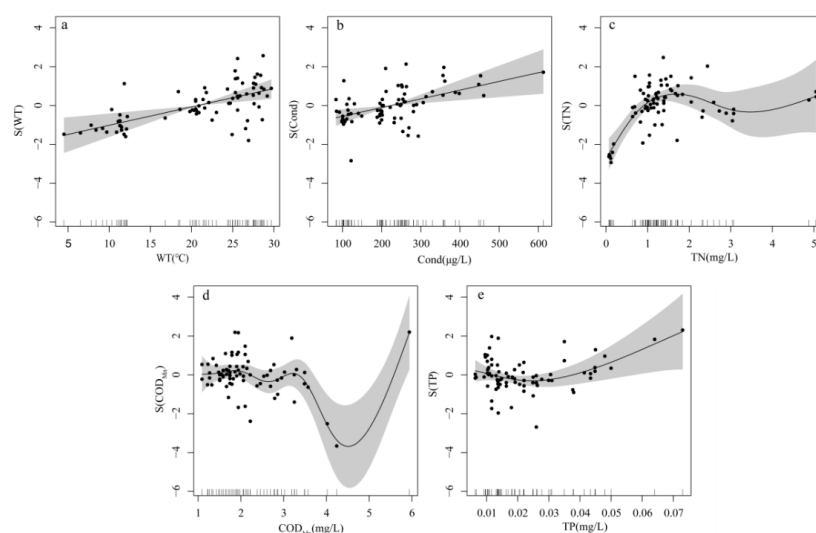 a
S(WT)
4
2
0
−2
−4
−6
5 10 15 20 25 30
WT(℃)
b
S(Cond)
4
2
0
−2
−4
−6
100 200 300 400 500 600
Cond(μg/L)
c
S(TN)
4
2
0
−2
−4
−6
0 1 2 3 4 5
TN(mg/L)
d
S(COD
4
2
0
−2
−4
−6
1 2 3 4 5 6
COD (mg/L)
e
S(TP)
4
2
0
−2
−4
−6
0.01 0.02 0.03 0.04 0.05 0.06 0.07
TP(mg/L)